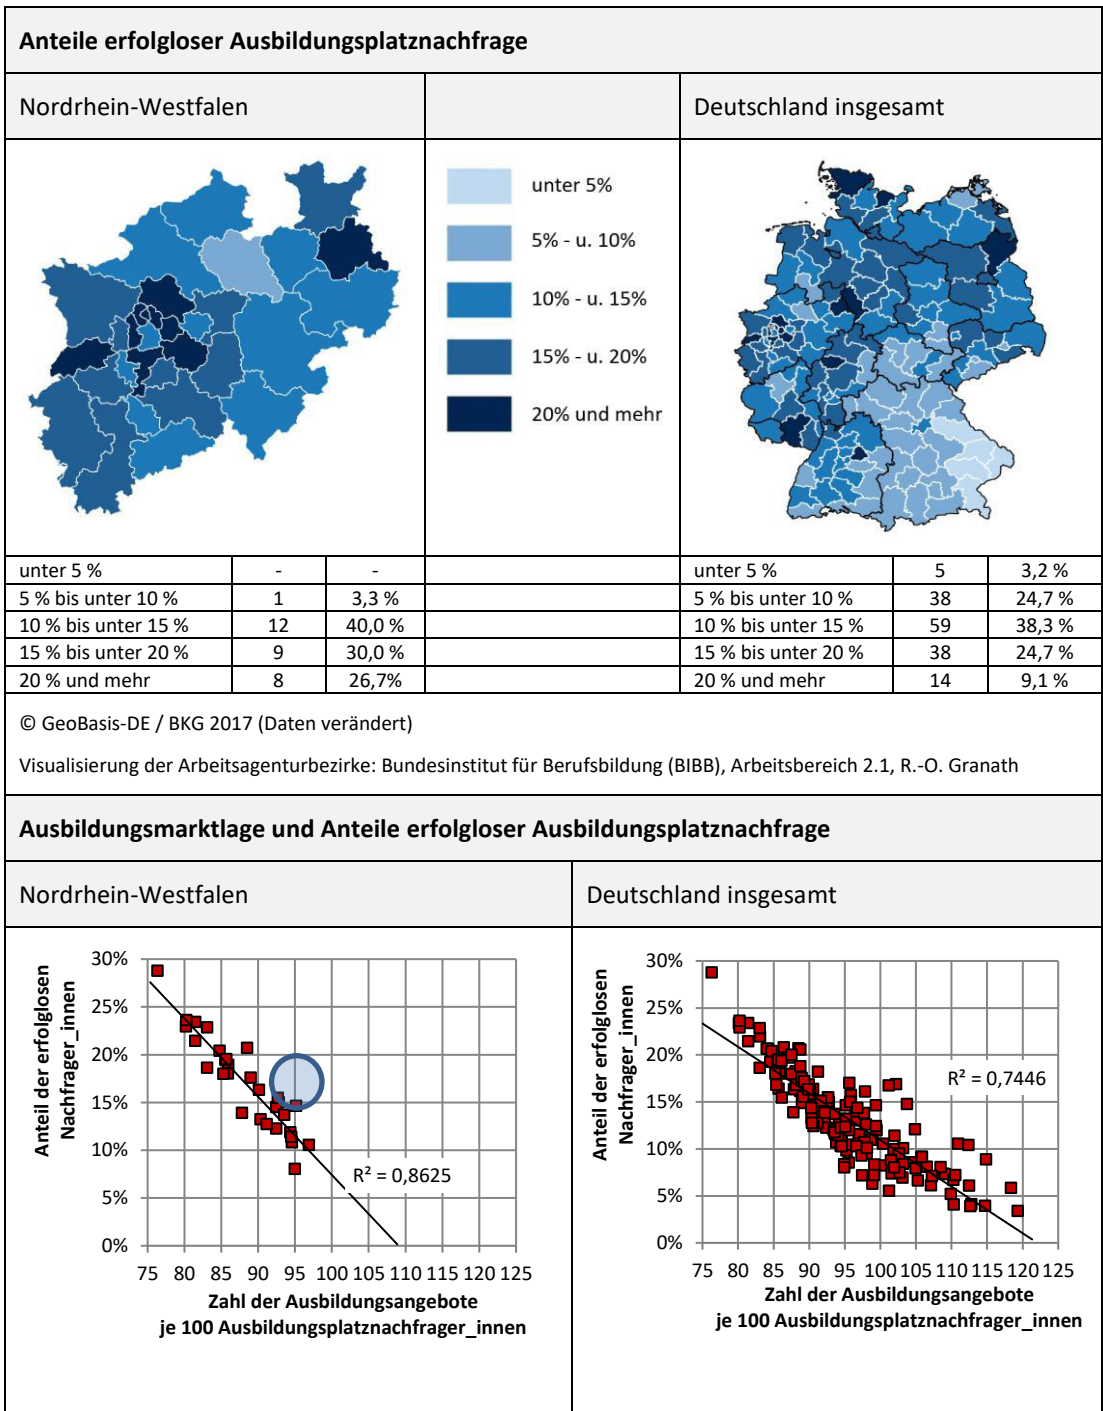 Anteile erfolgloser Ausbildungsplatznachfrage
Nordrhein-Westfalen
Deutschland insgesamt
unter 5%
5% - u. 10%
10% - u. 15%
15% - u. 20%
20% und mehr
unter 5 % - - unter 5 % 5 3,2 %
5 % bis unter 10 % 1 3,3 % 5 % bis unter 10 % 38 24,7 %
10 % bis unter 15 % 12 40,0 % 10 % bis unter 15 % 59 38,3 %
15 % bis unter 20 % 9 30,0 % 15 % bis unter 20 % 38 24,7 %
20 % und mehr 8 26,7% 20 % und mehr 14 9,1 %
© GeoBasis-DE / BKG 2017 (Daten verändert)
Visualisierung der Arbeitsagenturbezirke: Bundesinstitut für Berufsbildung (BIBB), Arbeitsbereich 2.1, R.-O. Granath
Ausbildungsmarktlage und Anteile erfolgloser Ausbildungsplatznachfrage
Nordrhein-Westfalen
Deutschland insgesamt
Anteil der erfolglosen
Nachfrager_innen
30%
25%
20%
15%
10%
5%
0%
R² = 0,8625
75 80 85 90 95 100 105 110 115 120 125
Zahl der Ausbildungsangebote
je 100 Ausbildungsplatznachfrager_innen
Anteil der erfolglosen
Nachfrager_innen
30%
25%
20%
15%
10%
5%
0%
R² = 0,7446
75 80 85 90 95 100 105 110 115 120 125
Zahl der Ausbildungsangebote
je 100 Ausbildungsplatznachfrager_innen